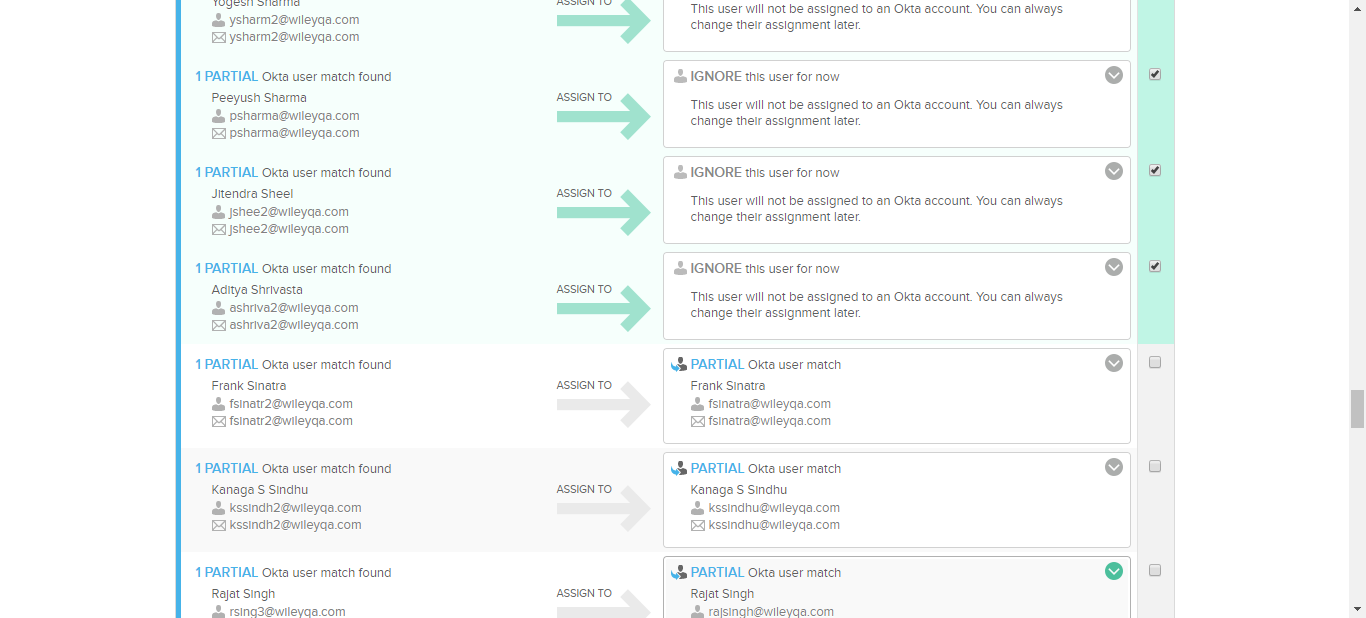 Yogesh Sharma
ysharm2@wileyqa.com
ysharm2@wileyqa.com
ASSIGN TO
This user will not be assigned to an Okta account. You can always
change their assignment later.
1 PARTIAL Okta user match found
Peeyush Sharma
psharma@wileyqa.com
psharma@wileyqa.com
ASSIGN TO
IGNORE this user for now
This user will not be assigned to an Okta account. You can always
change their assignment later.
1 PARTIAL Okta user match found
Jitendra Sheel
jshee2@wileyqa.com
jshee2@wileyqa.com
ASSIGN TO
IGNORE this user for now
This user will not be assigned to an Okta account. You can always
change their assignment later.
1 PARTIAL Okta user match found
Aditya Shrivasta
ashriva2@wileyqa.com
ashriva2@wileyqa.com
ASSIGN TO
IGNORE this user for now
This user will not be assigned to an Okta account. You can always
change their assignment later.
1 PARTIAL Okta user match found
Frank Sinatra
fsinatr2@wileyqa.com
fsinatr2@wileyqa.com
ASSIGN TO
PARTIAL Okta user match
Frank Sinatra
fsinatra@wileyqa.com
fsinatra@wileyqa.com
1 PARTIAL Okta user match found
Kanaga S Sindhu
kssindh2@wileyqa.com
kssindh2@wileyqa.com
ASSIGN TO
PARTIAL Okta user match
Kanaga S Sindhu
kssindhu@wileyqa.com
kssindhu@wileyqa.com
1 PARTIAL Okta user match found
Rajat Singh
rsing3@wileyqa.com
ASSIGN TO
PARTIAL Okta user match
Rajat Singh
rajsingh@wileyqa.com